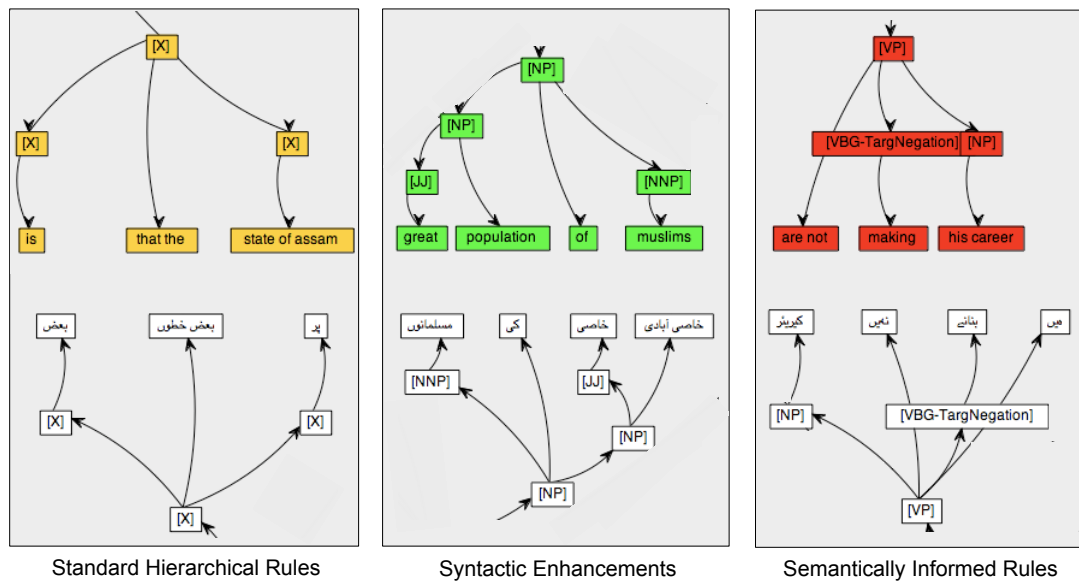 [X]
[X]
[X]
is
that the
state of assam
بعض
بعض خطوں
پر
[X]
[X]
[X]
Standard Hierarchical Rules
[NP]
[NP]
[JJ]
[NNP]
great
population
of
muslims
مسلمانوں
کی
خاصی
خاصی آبادی
[NNP]
[JJ]
[NP]
[NP]
Syntactic Enhancements
[VP]
[VBG-TargNegation]
[NP]
are not
making
his career
کیریئر
نہیں
بنانے
میں
[NP]
[VBG-TargNegation]
[VP]
Semantically Informed Rules